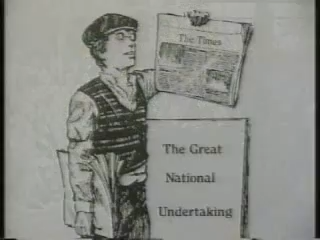 The Times
The Great
National
Undertaking